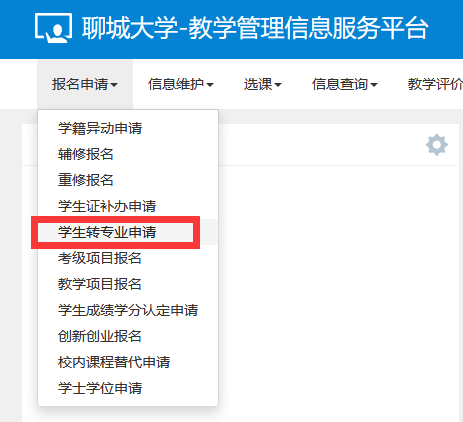 聊城大学-教学管理信息服务平台
报名申请 信息维护 选课 信息查询 教学评价
学籍异动申请
辅修报名
重修报名
学生证补办申请
学生转专业申请
考级项目报名
教学项目报名
学生成绩学分认定申请
创新创业报名
校内课程替代申请
学士学位申请